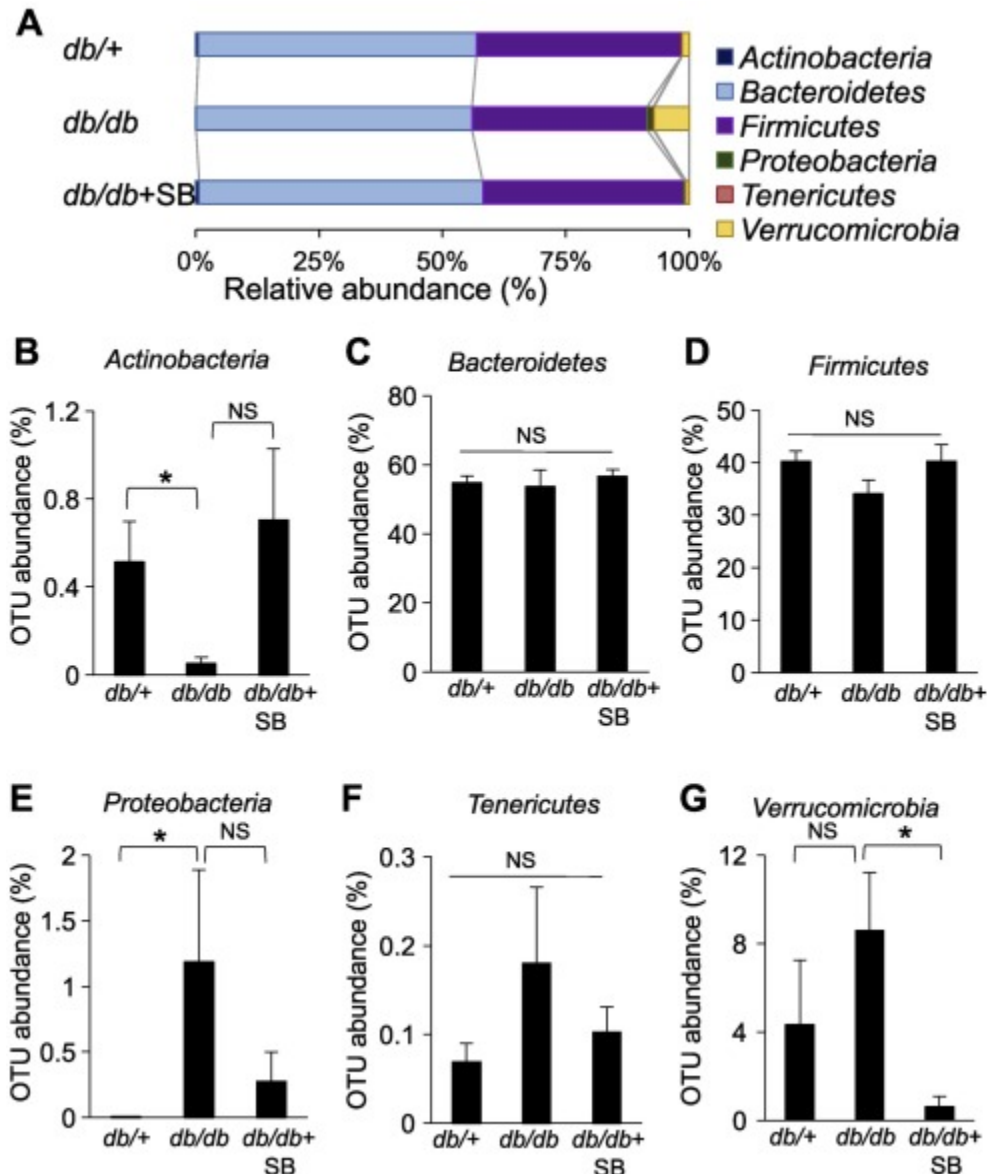 A
db/+
db/db
db/db+SB
Actinobacteria
Bacteroidetes
Firmicutes
Proteobacteria
Tenericutes
Verrucomicrobia
0% 25% 50% 75% 100%
Relative abundance (%)
B Actinobacteria
OTU abundance (%)
1.2
0.8
0.4
0
*
NS
db/+ db/db db/db+
SB
C Bacteroidetes
OTU abundance (%)
80
60
40
20
0
NS
db/+ db/db db/db+
SB
D Firmicutes
OTU abundance (%)
50
40
30
20
10
0
NS
db/+ db/db db/db+
SB
E Proteobacteria
OTU abundance (%)
2
1.5
1
0.5
0
* NS
db/+ db/db db/db+
SB
F Tenericutes
OTU abundance (%)
0.3
0.2
0.1
0
NS
db/+ db/db db/db+
SB
G Verrucomicrobia
OTU abundance (%)
12
8
4
0
NS *
db/+ db/db db/db+
SB